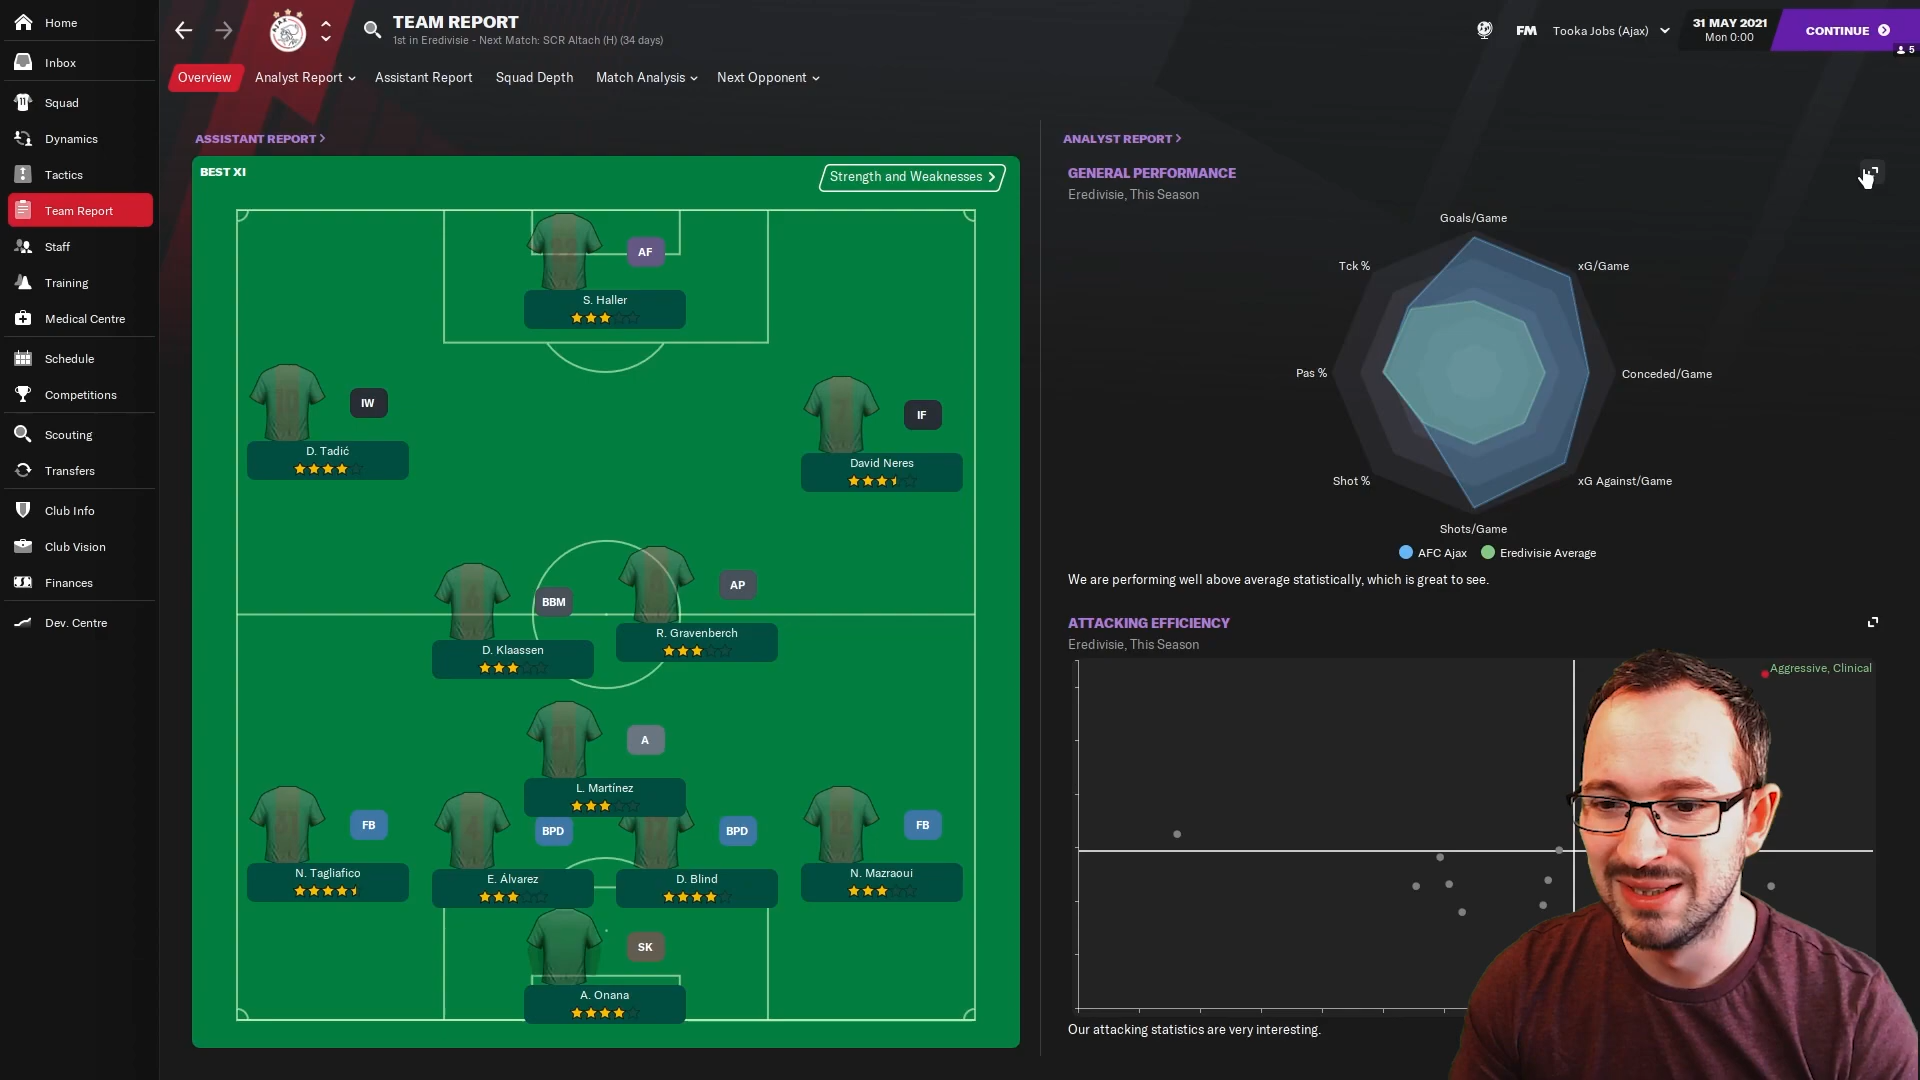 Home
Inbox
Squad
Dynamics
Tactics
Team Report
Staff
Training
Medical Centre
Schedule
Competitions
Scouting
Transfers
Club Info
Club Vision
Finances
Dev. Centre
TEAM REPORT
1st in Eredivisie - Next Match: SCR Altach (H) (34 days)
FM
Tooka Jobs (Ajax)
31 MAY 2021
Mon 0:00
CONTINUE
5
Overview
Analyst Report
Assistant Report
Squad Depth
Match Analysis
Next Opponent
ASSISTANT REPORT
BEST XI
Strength and Weaknesses
AF
S. Haller
IW
D. Tadić
IF
David Neres
BBM
D. Klaassen
AP
R. Gravenberch
A
L. Martínez
FB
N. Tagliafico
BPD
E. Álvarez
BPD
D. Blind
FB
N. Mazraoui
SK
A. Onana
ANALYST REPORT
GENERAL PERFORMANCE
Eredivisie, This Season
Goals/Game
Tck %
xG/Game
Pas %
Conceded/Game
Shot %
xG Against/Game
Shots/Game
AFC Ajax
Eredivisie Average
We are performing well above average statistically, which is great to see.
ATTACKING EFFICIENCY
Eredivisie, This Season
Aggressive, Clinical
Our attacking statistics are very interesting.